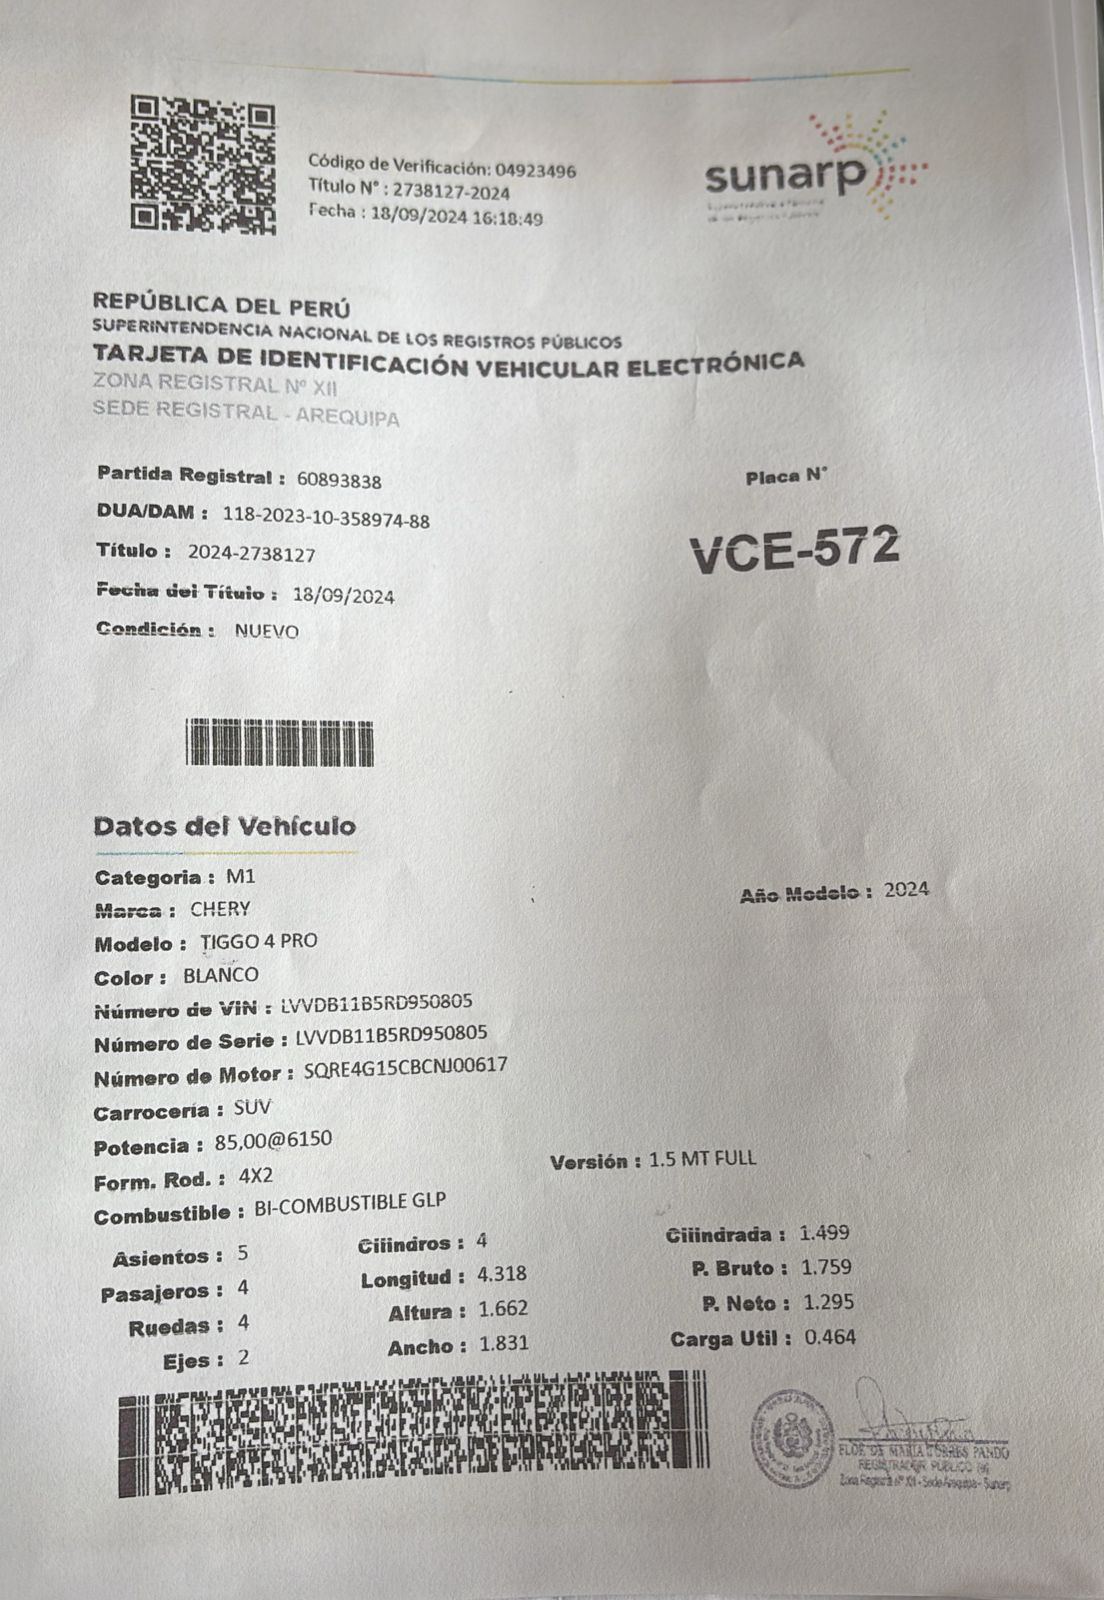 Código de Verificación: 04923496
Título N° : 2738127-2024
Fecha : 18/09/2024 16:18:49
sunarp
REPÚBLICA DEL PERÚ
SUPERINTENDENCIA NACIONAL DE LOS REGISTROS PÚBLICOS
TARJETA DE IDENTIFICACIÓN VEHICULAR ELECTRÓNICA
ZONA REGISTRAL Nº XII
SEDE REGISTRAL - AREQUIPA
Partida Registral : 60893838
Placa N°
DUA/DAM : 118-2023-10-358974-88
VCE-572
Título : 2024-2738127
Fecha del Título : 18/09/2024
Condición : NUEVO
Datos del Vehículo
Categoria : M1
Año Modelo : 2024
Marca : CHERY
Modelo : TIGGO 4 PRO
Color : BLANCO
Número de VIN : LVVDB11B5RD950805
Número de Serie : LVVDB11B5RD950805
Número de Motor : SQRE4G15CBCNJ00617
Carrocería : SUV
Potencia : 85,00@6150
Versión : 1.5 MT FULL
Form. Rod. : 4X2
Combustible : BI-COMBUSTIBLE GLP
Asientos : 5 Cilindros : 4 Cilindrada : 1.499
Pasajeros : 4 Longitud : 4.318 P. Bruto : 1.759
Ruedas : 4 Altura : 1.662 P. Neto : 1.295
Ejes : 2 Ancho : 1.831 Carga Util : 0.464
FLOR DE MARIA TORRES PANDO
REGISTRADOR PUBLICO
Zona Registral Nº XII - Sede Arequipa - Sunarp